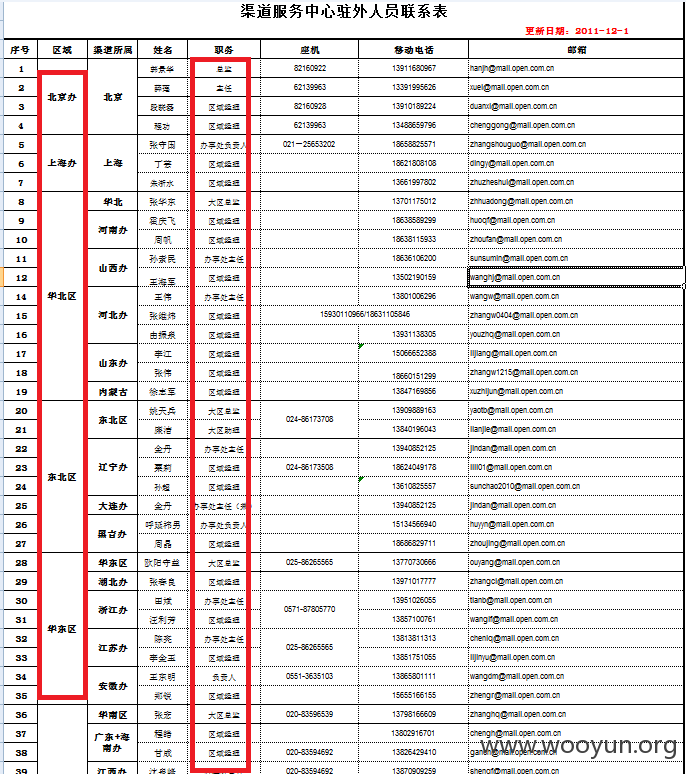 渠道服务中心驻外人员联系表
更新日期：2011-12-1
序号 区域 渠道所属 姓名 职务 座机 移动电话 邮箱
1 北京办 北京 韩景华 总监 82160922 13911680967 hanjh@mail.open.com.cn
2 薛莲 主任 62139963 13391995626 xuel@mail.open.com.cn
3 段联磊 区域经理 82160928 13910189224 duanxl@mail.open.com.cn
4 程功 区域经理 62139963 13488659796 chenggong@mail.open.com.cn
5 上海办 上海 张守国 办事处负责人 021－25653202 18658825571 zhangshouguo@mail.open.com.cn
6 丁芸 区域经理 18621808108 dingy@mail.open.com.cn
7 朱浙水 区域经理 13661997802 zhuzheshui@mail.open.com.cn
8 华北区 华北 张华东 大区总监 13701175012 zhhuadong@mail.open.com.cn
9 河南办 霍庆飞 区域经理 18638589299 huoqf@mail.open.com.cn
10 周帆 区域经理 18638115933 zhoufan@mail.open.com.cn
11 山西办 孙素民 办事处主任 18636106200 sunsumin@mail.open.com.cn
12 王海军 区域经理 13502190159 wanghj@mail.open.com.cn
14 河北办 王伟 办事处主任 13801006296 wangw@mail.open.com.cn
15 张维炜 区域经理 15930110966/18631105846 zhangw0404@mail.open.com.cn
16 由振泉 区域经理 13931138305 youzhq@mail.open.com.cn
17 山东办 李江 区域经理 15066652388 lijiang@mail.open.com.cn
18 张伟 区域经理 18660151299 zhangw1215@mail.open.com.cn
19 内蒙古 徐志军 区域经理 13847169856 xuzhijun@mail.open.com.cn
20 东北区 东北区 姚天兵 大区总监 024-86173708 13909889163 yaotb@mail.open.com.cn
21 廉洁 大区助理 13840196043 lianjie@mail.open.com.cn
22 辽宁办 金丹 办事处主任 13940852125 jindan@mail.open.com.cn
23 栗莉 区域经理 024-86173508 18624049178 lili01@mail.open.com.cn
24 孙超 区域经理 13610825557 sunchao2010@mail.open.com.cn
25 大连办 金丹 办事处主任 13940852125 jindan@mail.open.com.cn
26 黑吉办 呼延格男 办事处负责人 15134566940 huyyn@mail.open.com.cn
27 周晶 区域经理 18686829711 zhoujing@mail.open.com.cn
28 华东区 华东区 欧阳守益 大区总监 025-86265565 13770730666 ouyang@mail.open.com.cn
29 湖北办 张春良 区域经理 13971017777 zhangcl@mail.open.com.cn
30 浙江办 田斌 办事处主任 0571-87805770 13951026055 tianb@mail.open.com.cn
31 汪利芳 区域经理 13857100761 wanglf@mail.open.com.cn
32 江苏办 陈亮 办事处主任 025-86265565 13813811313 chenlq@mail.open.com.cn
33 李金玉 区域经理 13851751055 lijinyu@mail.open.com.cn
34 安徽办 王东明 负责人 0551-3635103 13865801111 wangdm@mail.open.com.cn
35 郑锐 区域经理 15655166155 zhengr@mail.open.com.cn
36 华南区 张宏 大区总监 020-83596539 13798166609 zhanghq@mail.open.com.cn
37 广东+海南办 程皓 区域经理 13802916701 chengh@mail.open.com.cn
38 甘成 区域经理 020-83594692 13826429410
39 江西办 区域经理 020-83594692 13870909259
www.wooyun.org